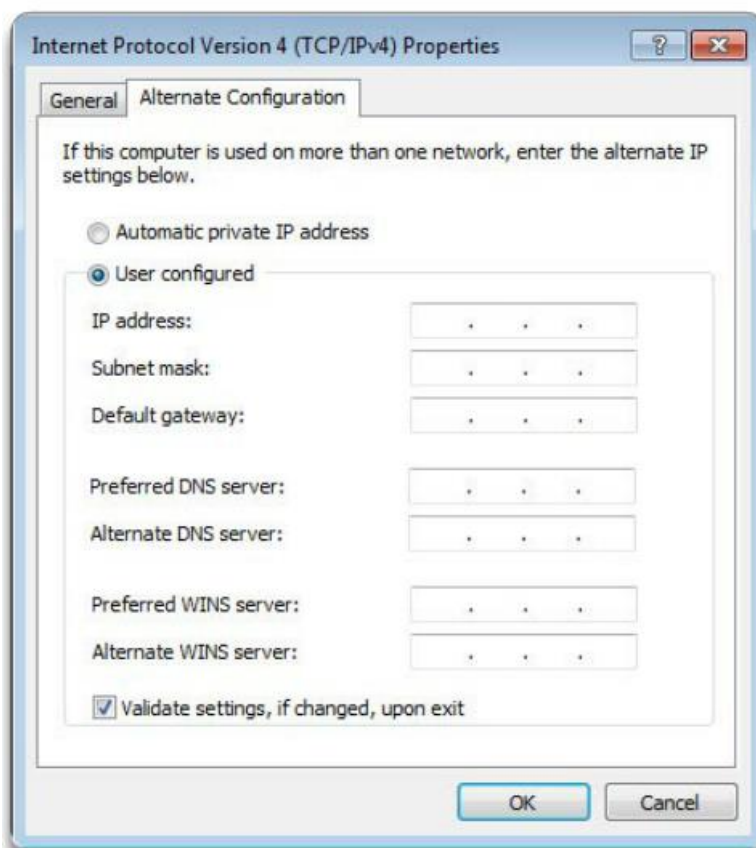 Internet Protocol Version 4 (TCP/IPv4) Properties
General
Alternate Configuration
If this computer is used on more than one network, enter the alternate IP
settings below.
Automatic private IP address
User configured
IP address:
Subnet mask:
Default gateway:
Preferred DNS server:
Alternate DNS server:
Preferred WINS server:
Alternate WINS server:
Validate settings, if changed, upon exit
OK
Cancel